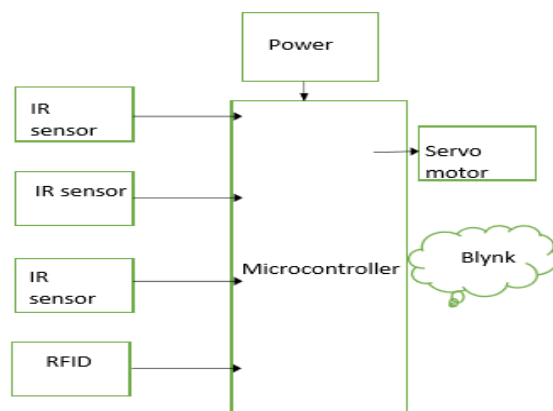 Power
IR
sensor
Servo
motor
IR sensor
Microcontroller
Blynk
IR
sensor
RFID